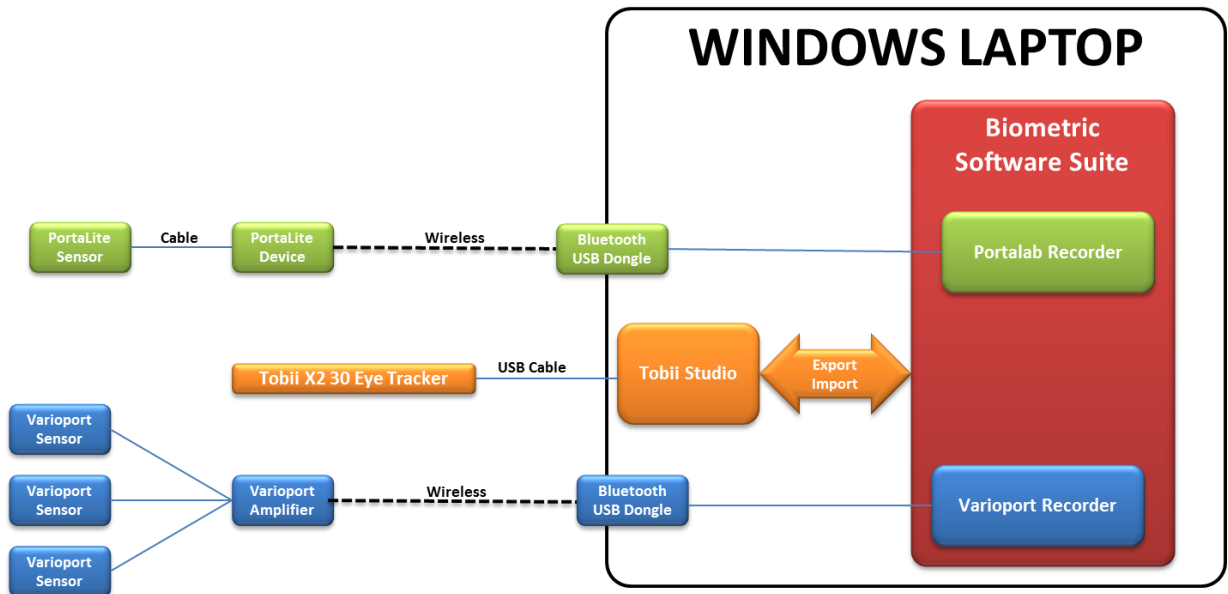 WINDOWS LAPTOP
Biometric
Software Suite
PortaLite
Sensor
Cable
PortaLite
Device
Wireless
Bluetooth
USB Dongle
Portalab Recorder
Tobii X2 30 Eye Tracker
USB Cable
Tobii Studio
Export
Import
Varioport
Sensor
Varioport
Sensor
Varioport
Sensor
Varioport
Amplifier
Wireless
Bluetooth
USB Dongle
Varioport Recorder